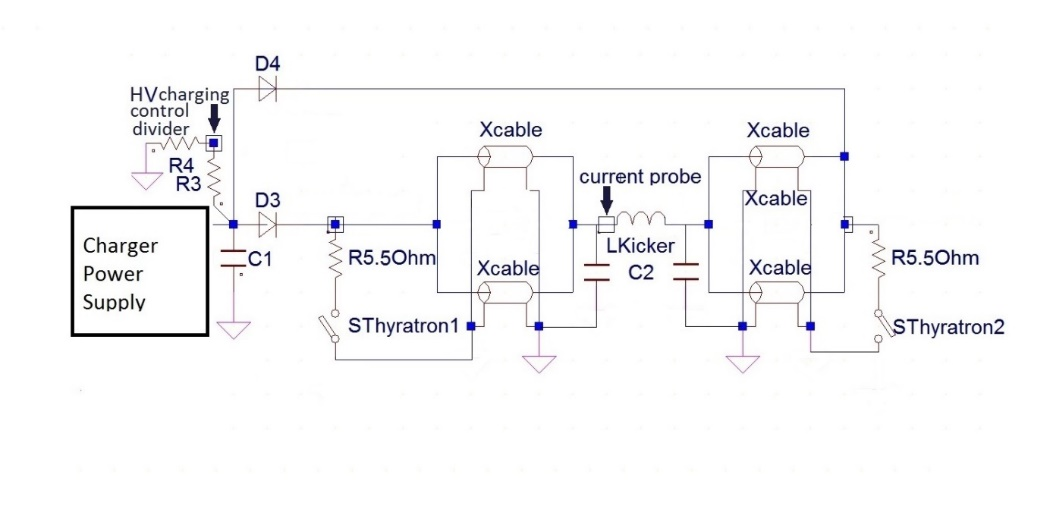 D4
HVcharging
control
divider
R4
R3
Xcable
Xcable
current probe
Xcable
D3
Charger
Power
Supply
C1
R5.5Ohm
Xcable
LKicker
C2
Xcable
R5.5Ohm
SThyratron1
SThyratron2